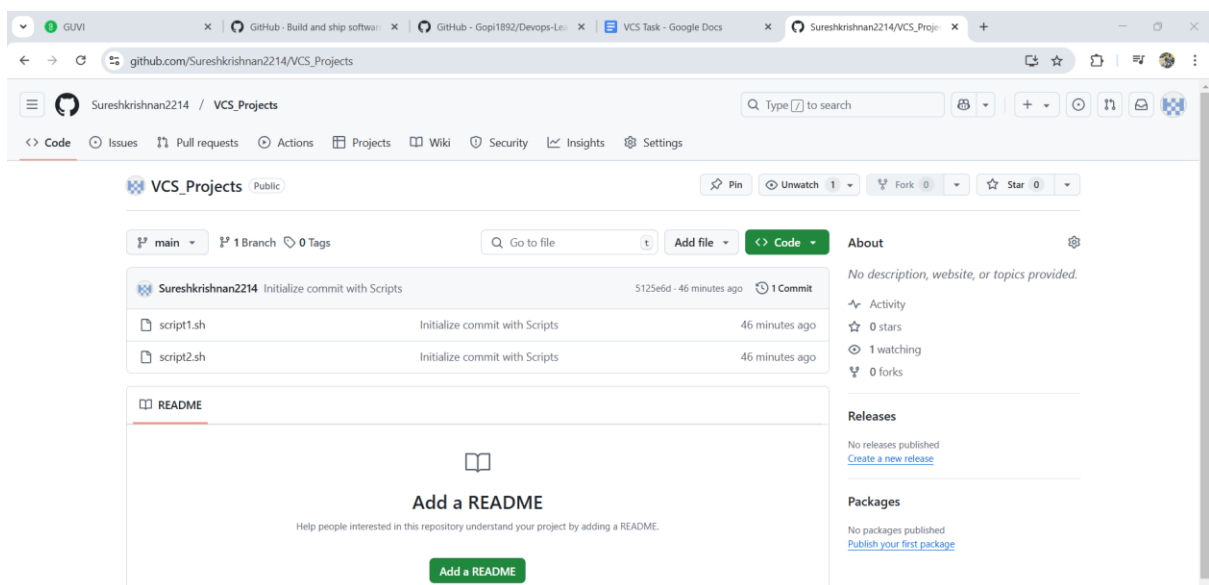 GUVI
GitHub · Build and ship softwar
GitHub - Gopi1892/Devops-Lea
VCS Task - Google Docs
Sureshkrishnan2214/VCS_Projec
github.com/Sureshkrishnan2214/VCS_Projects
Sureshkrishnan2214 / VCS_Projects
Type / to search
<> Code
Issues
Pull requests
Actions
Projects
Wiki
Security
Insights
Settings
VCS_Projects Public
Pin
Unwatch 1
Fork 0
Star 0
main
1 Branch
0 Tags
Go to file t
Add file
<> Code
Sureshkrishnan2214 Initialize commit with Scripts
5125e6d · 46 minutes ago
1 Commit
script1.sh Initialize commit with Scripts 46 minutes ago
script2.sh Initialize commit with Scripts 46 minutes ago
README
Add a README
Help people interested in this repository understand your project by adding a README.
Add a README
About
No description, website, or topics provided.
Activity
0 stars
1 watching
0 forks
Releases
No releases published
Create a new release
Packages
No packages published
Publish your first package